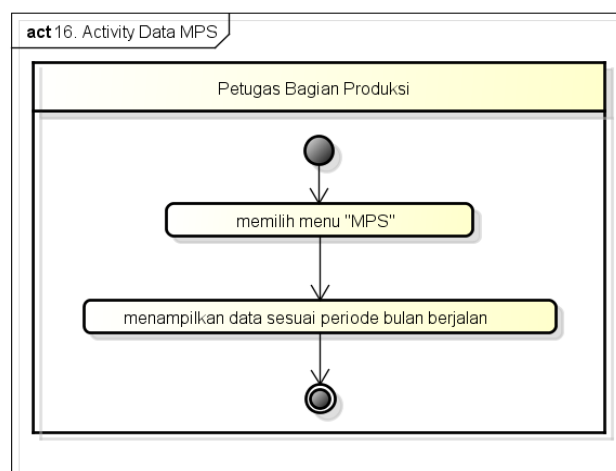 act 16. Activity Data MPS
Petugas Bagian Produksi
memilih menu "MPS"
menampilkan data sesuai periode bulan berjalan